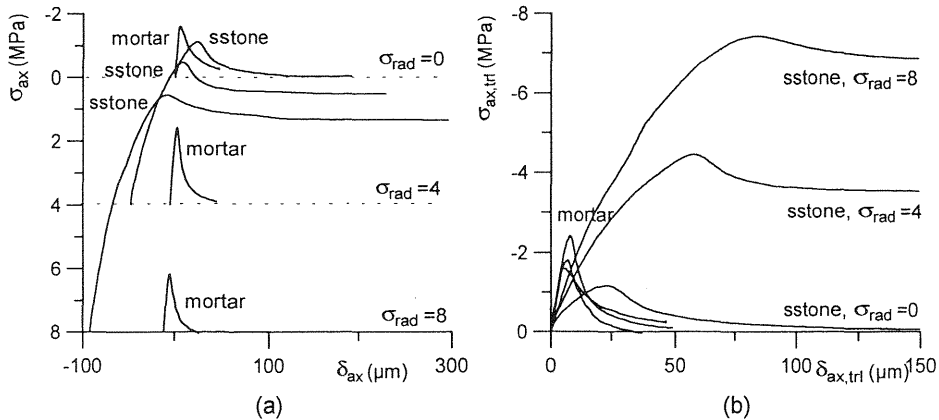 -2
0
2
4
6
8
σax (MPa)
mortar
sstone
sstone
sstone
mortar
mortar
σrad =0
σrad =4
σrad =8
-100
0
100
200
δax (µm)
300
(a)
-8
-6
-4
-2
0
σax,trl (MPa)
sstone, σrad =8
sstone, σrad =4
mortar
sstone, σrad =0
0
50
100
δax,trl (µm)
150
(b)